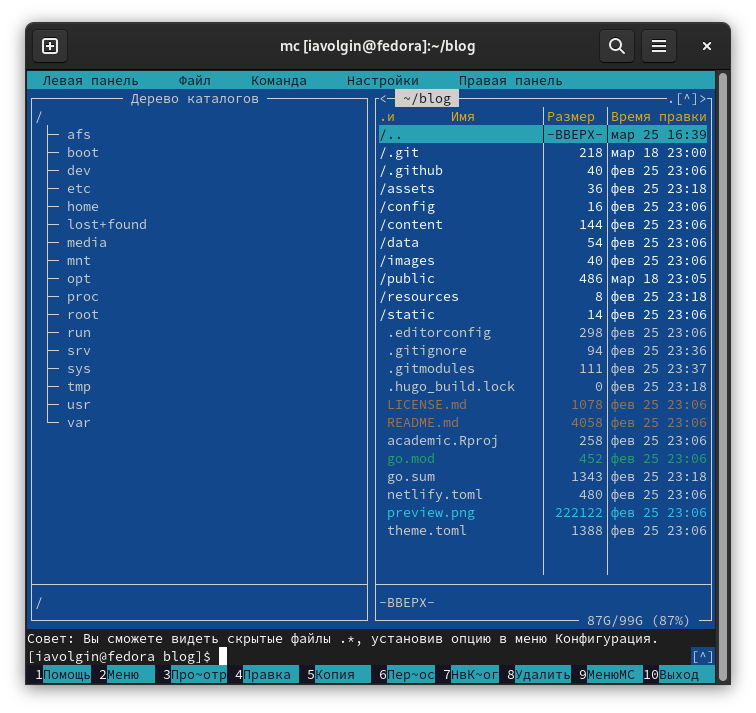 mc [iavolgin@fedora]:~/blog
Левая панель Файл Команда Настройки Правая панель
Дерево каталогов
/
afs
boot
dev
etc
home
lost+found
media
mnt
opt
proc
root
run
srv
sys
tmp
usr
var
/
<─ ~/blog .[^]>
.и Имя Размер Время правки
/.. -ВВЕРХ- мар 25 16:39
/.git 218 мар 18 23:00
/.github 40 фев 25 23:06
/assets 36 фев 25 23:18
/config 16 фев 25 23:06
/content 144 фев 25 23:06
/data 54 фев 25 23:06
/images 40 фев 25 23:06
/public 486 мар 18 23:05
/resources 8 фев 25 23:18
/static 14 фев 25 23:06
.editorconfig 298 фев 25 23:06
.gitignore 94 фев 25 23:36
.gitmodules 111 фев 25 23:37
.hugo_build.lock 0 фев 25 23:18
LICENSE.md 1078 фев 25 23:06
README.md 4058 фев 25 23:06
academic.Rproj 258 фев 25 23:06
go.mod 452 фев 25 23:06
go.sum 1343 фев 25 23:18
netlify.toml 480 фев 25 23:06
preview.png 222122 фев 25 23:06
theme.toml 1388 фев 25 23:06
-ВВЕРХ-
87G/99G (87%)
Совет: Вы сможете видеть скрытые файлы .*, установив опцию в меню Конфигурация.
[iavolgin@fedora blog]$ [^]
1Помощь 2Меню 3Про~отр 4Правка 5Копия 6Пер~ос 7НвК~ог 8Удалить 9МенюMC 10Выход